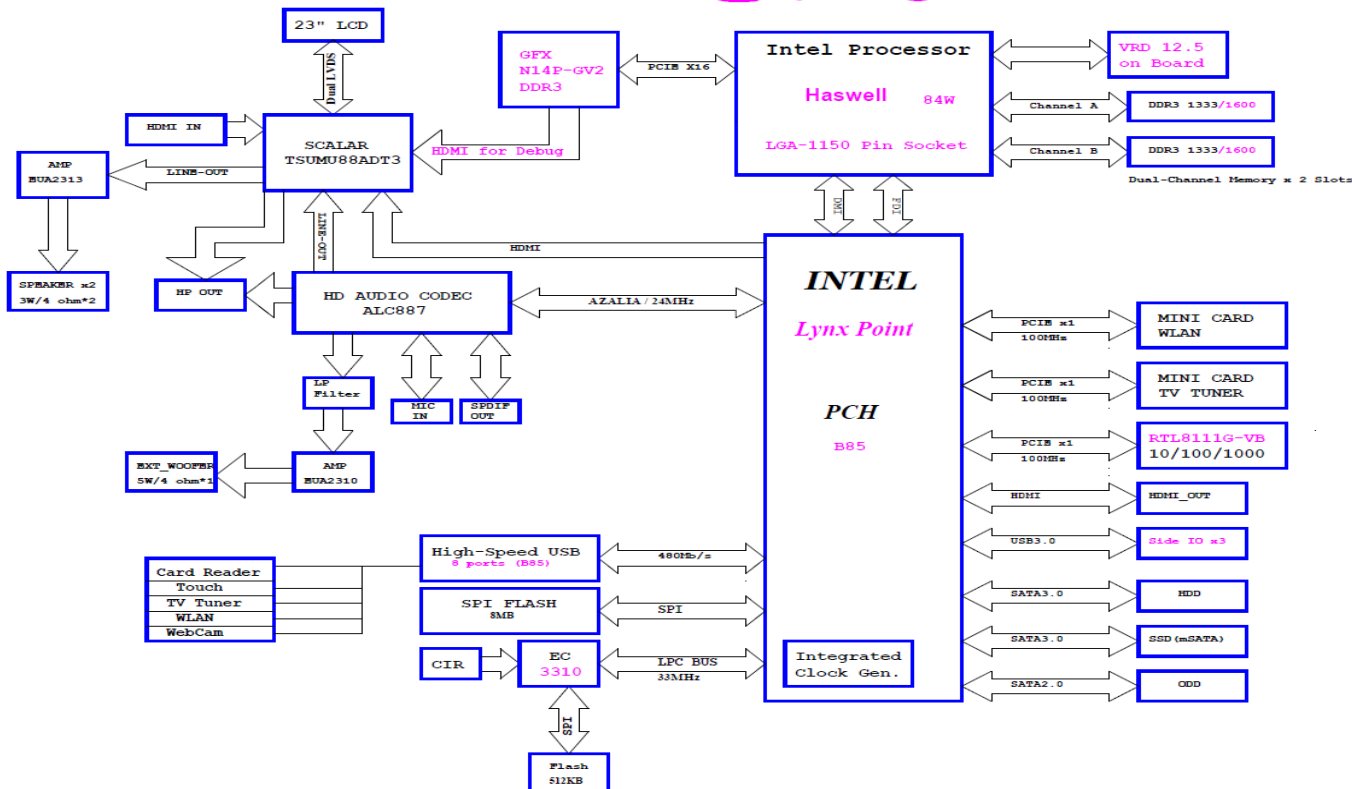 23" LCD
Dual LVDS
GFX
N14P-GV2
DDR3
PCIE X16
Intel Processor
Haswell 84W
LGA-1150 Pin Socket
VRD 12.5
on Board
Channel A
DDR3 1333/1600
Channel B
DDR3 1333/1600
Dual-Channel Memory x 2 Slots
HDMI IN
SCALAR
TSUMU88ADT3
HDMI for Debug
AMP
EUA2313
LINE-OUT
DMI
FDI
LINE-OUT
HDMI
SPEAKER x2
3W/4 ohm*2
HP OUT
HD AUDIO CODEC
ALC887
AZALIA / 24MHz
INTEL
Lynx Point
PCH
B85
PCIE x1
100MHz
MINI CARD
WLAN
PCIE x1
100MHz
MINI CARD
TV TUNER
PCIE x1
100MHz
RTL8111G-VB
10/100/1000
LP
Filter
MIC
IN
SPDIF
OUT
EXT_WOOFER
5W/4 ohm*1
AMP
EUA2310
HDMI
HDMI_OUT
USB3.0
Side IO x3
High-Speed USB
8 ports (B85)
480Mb/s
Card Reader
Touch
TV Tuner
WLAN
WebCam
SPI FLASH
8MB
SPI
SATA3.0
HDD
SATA3.0
SSD(mSATA)
SATA2.0
ODD
CIR
EC
3310
LPC BUS
33MHz
Integrated
Clock Gen.
SPI
Flash
512KB